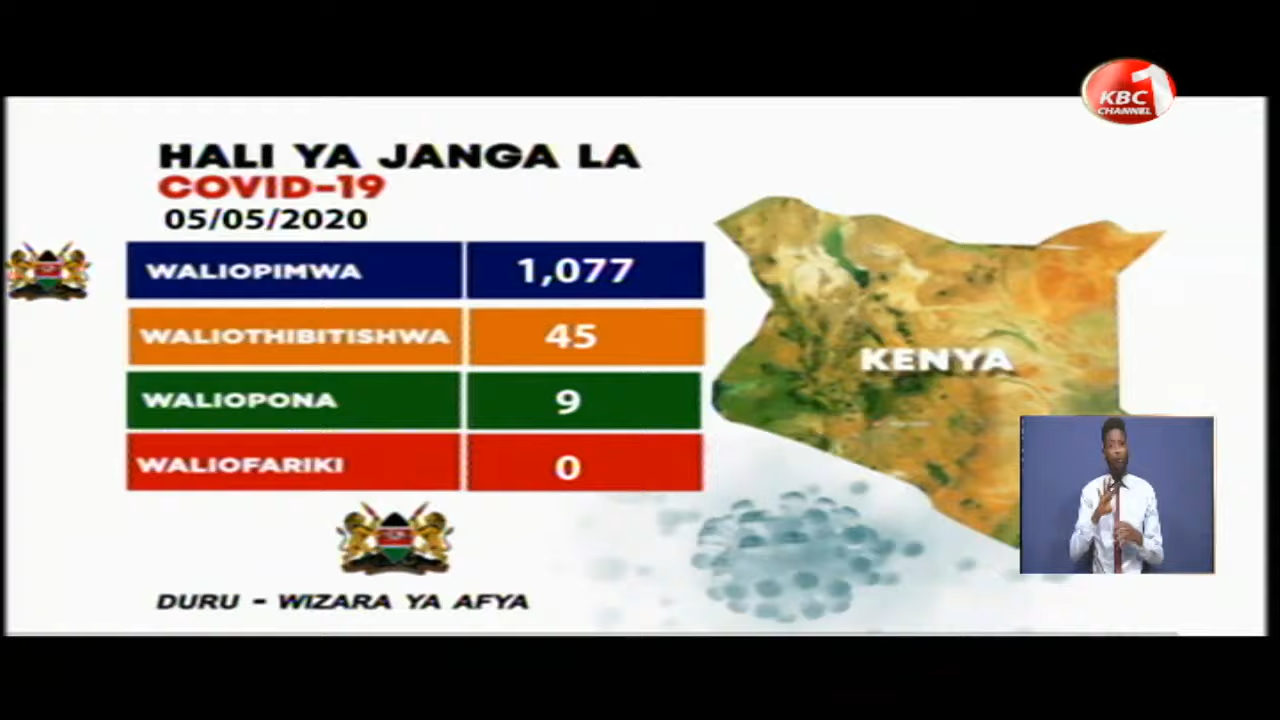 KBC 1
CHANNEL
HALI YA JANGA LA
COVID-19
05/05/2020
WALIOPIMWA 1,077
WALIOTHIBITISHWA 45
WALIOPONA 9
WALIOFARIKI 0
KENYA
DURU - WIZARA YA AFYA